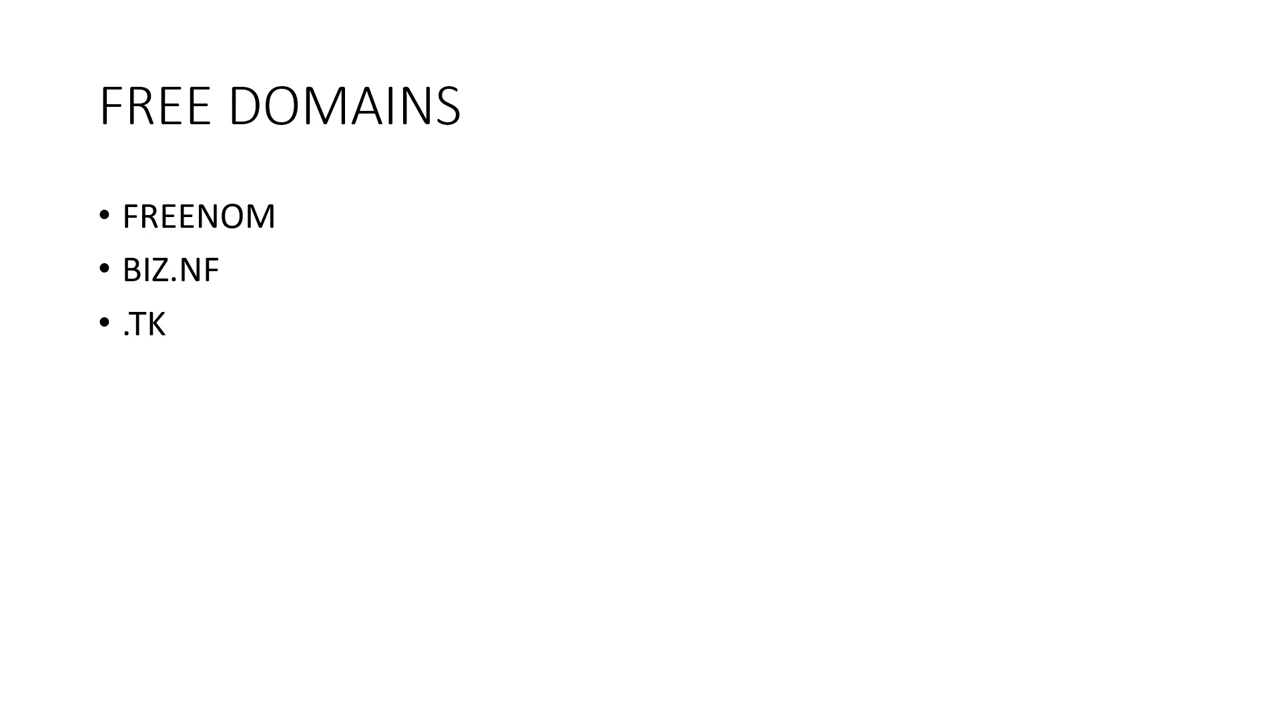 FREE DOMAINS
• FREENOM
• BIZ.NF
• .TK